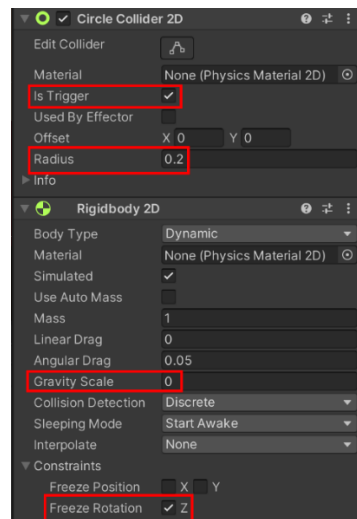 Circle Collider 2D
Edit Collider
Material None (Physics Material 2D)
Is Trigger
Used By Effector
Offset X 0 Y 0
Radius 0.2
Info
Rigidbody 2D
Body Type Dynamic
Material None (Physics Material 2D)
Simulated
Use Auto Mass
Mass 1
Linear Drag 0
Angular Drag 0.05
Gravity Scale 0
Collision Detection Discrete
Sleeping Mode Start Awake
Interpolate None
Constraints
Freeze Position X Y
Freeze Rotation Z